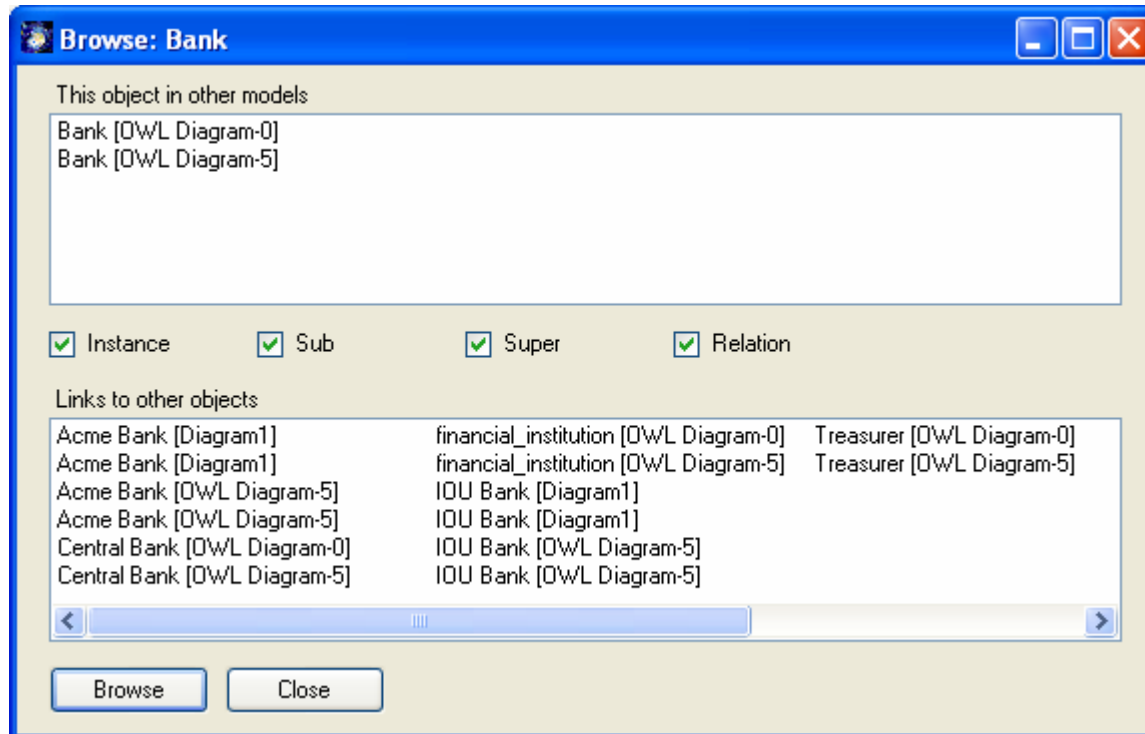 Browse: Bank
This object in other models
Bank [OWL Diagram-0]
Bank [OWL Diagram-5]
Instance Sub Super Relation
Links to other objects
Acme Bank [Diagram1] financial_institution [OWL Diagram-0] Treasurer [OWL Diagram-0]
Acme Bank [Diagram1] financial_institution [OWL Diagram-5] Treasurer [OWL Diagram-5]
Acme Bank [OWL Diagram-5] IOU Bank [Diagram1]
Acme Bank [OWL Diagram-5] IOU Bank [Diagram1]
Central Bank [OWL Diagram-0] IOU Bank [OWL Diagram-5]
Central Bank [OWL Diagram-5] IOU Bank [OWL Diagram-5]
Browse Close